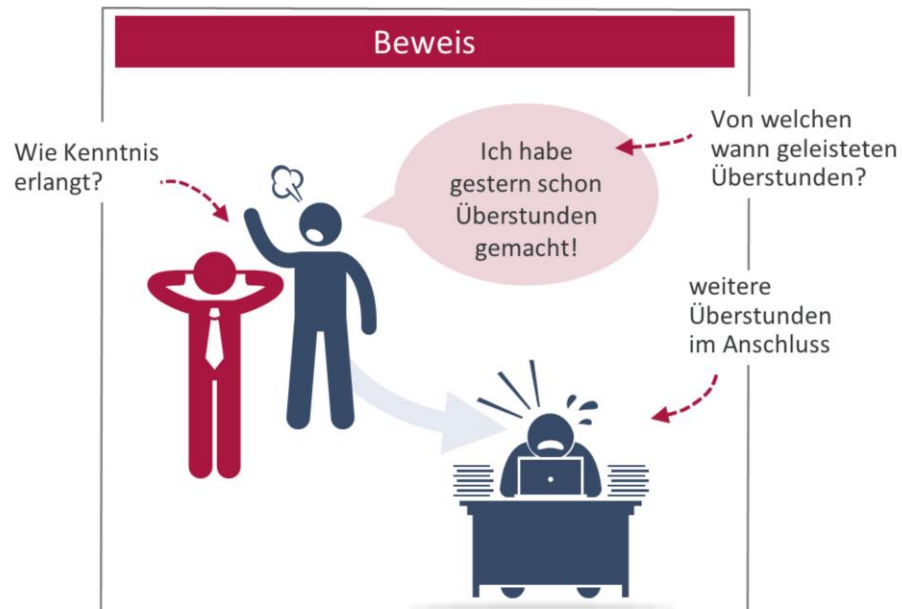 Beweis
Wie Kenntnis
erlangt?
Ich habe
gestern schon
Überstunden
gemacht!
Von welchen
wann geleisteten
Überstunden?
weitere
Überstunden
im Anschluss